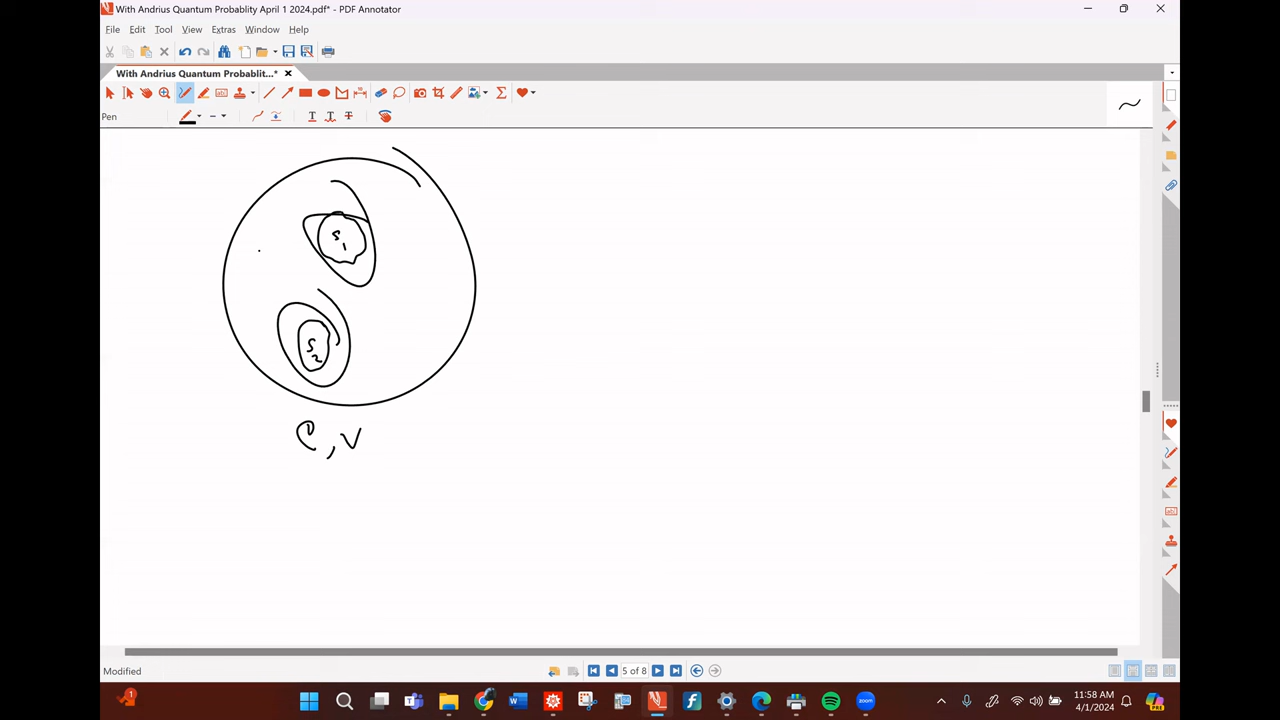 With Andrius Quantum Probablity April 1 2024.pdf* - PDF Annotator
File Edit Tool View Extras Window Help
With Andrius Quantum Probablit...*
Pen
S1
S2
e, v
Modified
5 of 8
1
11:58 AM
4/1/2024